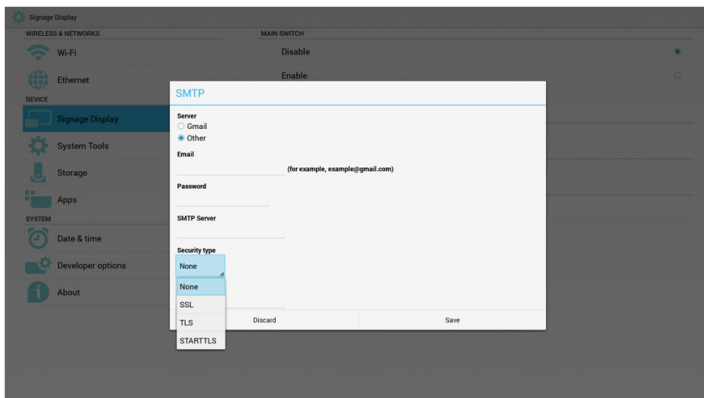 Signage Display
WIRELESS & NETWORKS
Wi-Fi
Ethernet
DEVICE
Signage Display
System Tools
Storage
Apps
SYSTEM
Date & time
Developer options
About
MAIN SWITCH
Disable
Enable
SMTP
Server
Gmail
Other
Email
(for example, example@gmail.com)
Password
SMTP Server
Security type
None
None
SSL
TLS
STARTTLS
Discard
Save